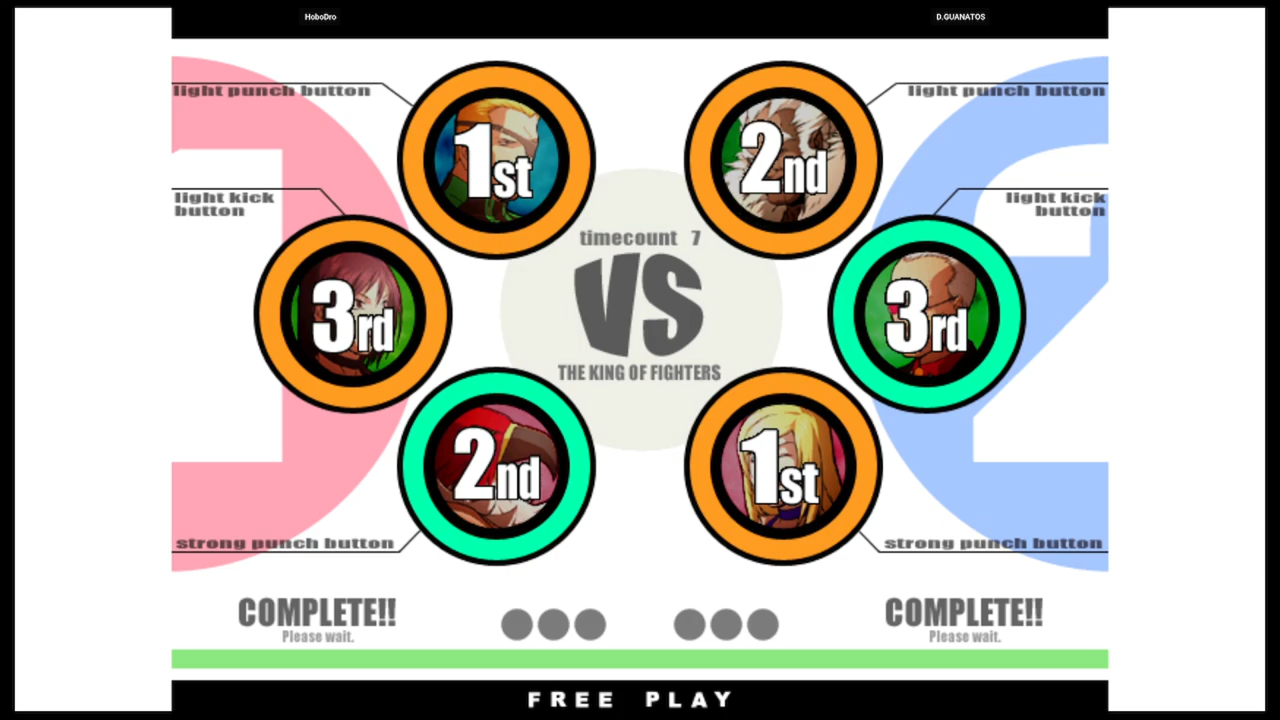 HoboDro
D.GUANATOS
light punch button
light punch button
1st
2nd
light kick
button
light kick
button
timecount 7
VS
THE KING OF FIGHTERS
3rd
3rd
2nd
1st
strong punch button
strong punch button
COMPLETE!!
Please wait.
COMPLETE!!
Please wait.
FREE PLAY